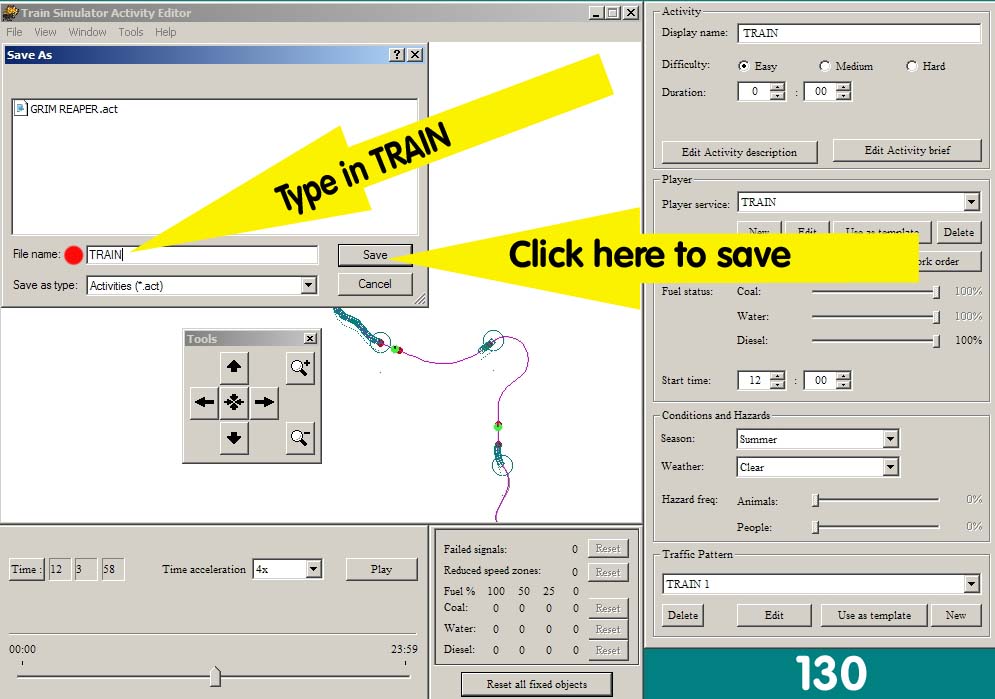 Train Simulator Activity Editor
File View Window Tools Help
Save As
GRIM REAPER.act
Type in TRAIN
File name: TRAIN
Save
Click here to save
Save as type: Activities (*.act)
Cancel
Tools
Time : 12 3 58
Time acceleration 4x
Play
00:00 23:59
Failed signals: 0 Reset
Reduced speed zones: 0 Reset
Fuel % 100 50 25 0
Coal: 0 0 0 0 Reset
Water: 0 0 0 0 Reset
Diesel: 0 0 0 0 Reset
Reset all fixed objects
Activity
Display name: TRAIN
Difficulty: Easy Medium Hard
Duration: 0 : 00
Edit Activity description Edit Activity brief
Player
Player service: TRAIN
New Edit Use as template Delete
order
Fuel status: Coal: 100%
Water: 100%
Diesel: 100%
Start time: 12 : 00
Conditions and Hazards
Season: Summer
Weather: Clear
Hazard freq: Animals: 0%
People: 0%
Traffic Pattern
TRAIN 1
Delete Edit Use as template New
130